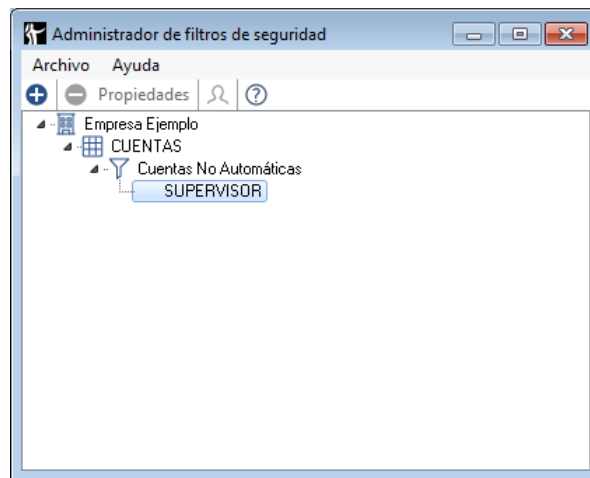 Administrador de filtros de seguridad
Archivo Ayuda
Propiedades
Empresa Ejemplo
CUENTAS
Cuentas No Automáticas
SUPERVISOR